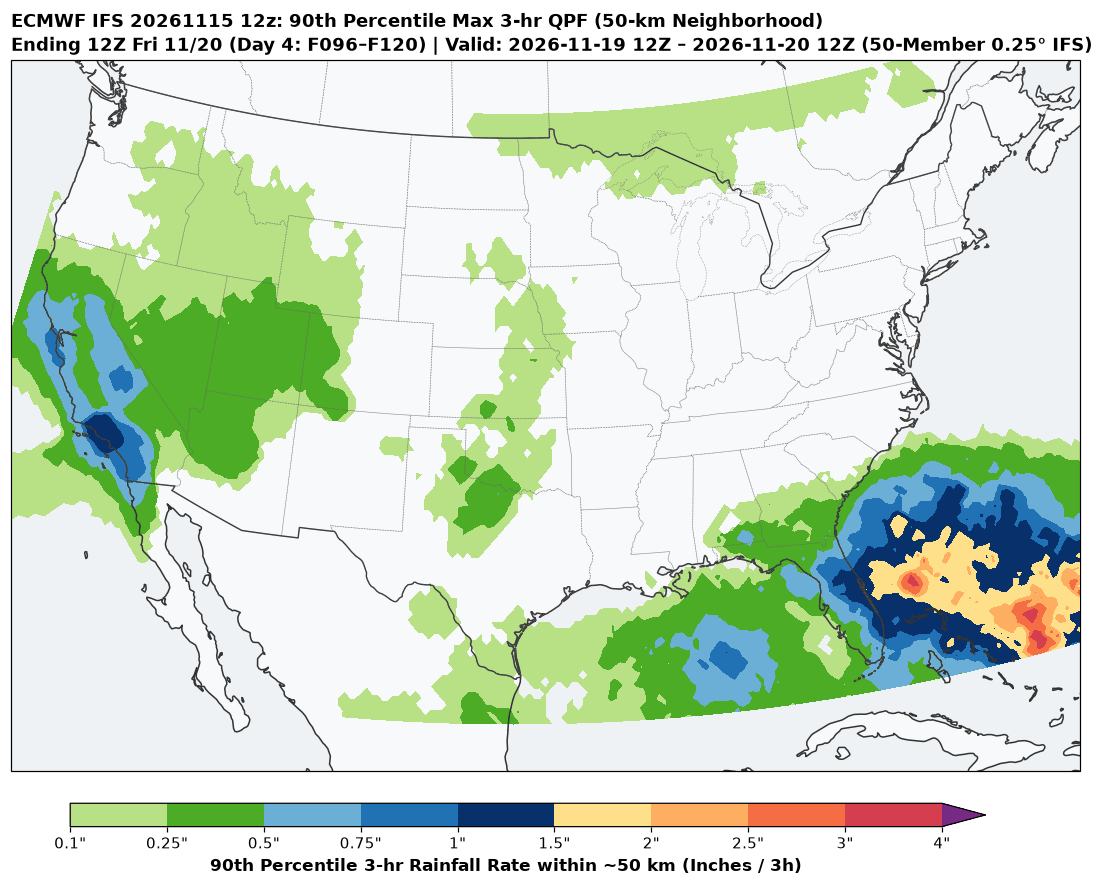 ECMWF IFS 20261115 12z: 90th Percentile Max 3-hr QPF (50-km Neighborhood)
Ending 12Z Fri 11/20 (Day 4: F096–F120) | Valid: 2026-11-19 12Z – 2026-11-20 12Z (50-Member 0.25° IFS)
0.1" 0.25" 0.5" 0.75" 1" 1.5" 2" 2.5" 3" 4"
90th Percentile 3-hr Rainfall Rate within ~50 km (Inches / 3h)